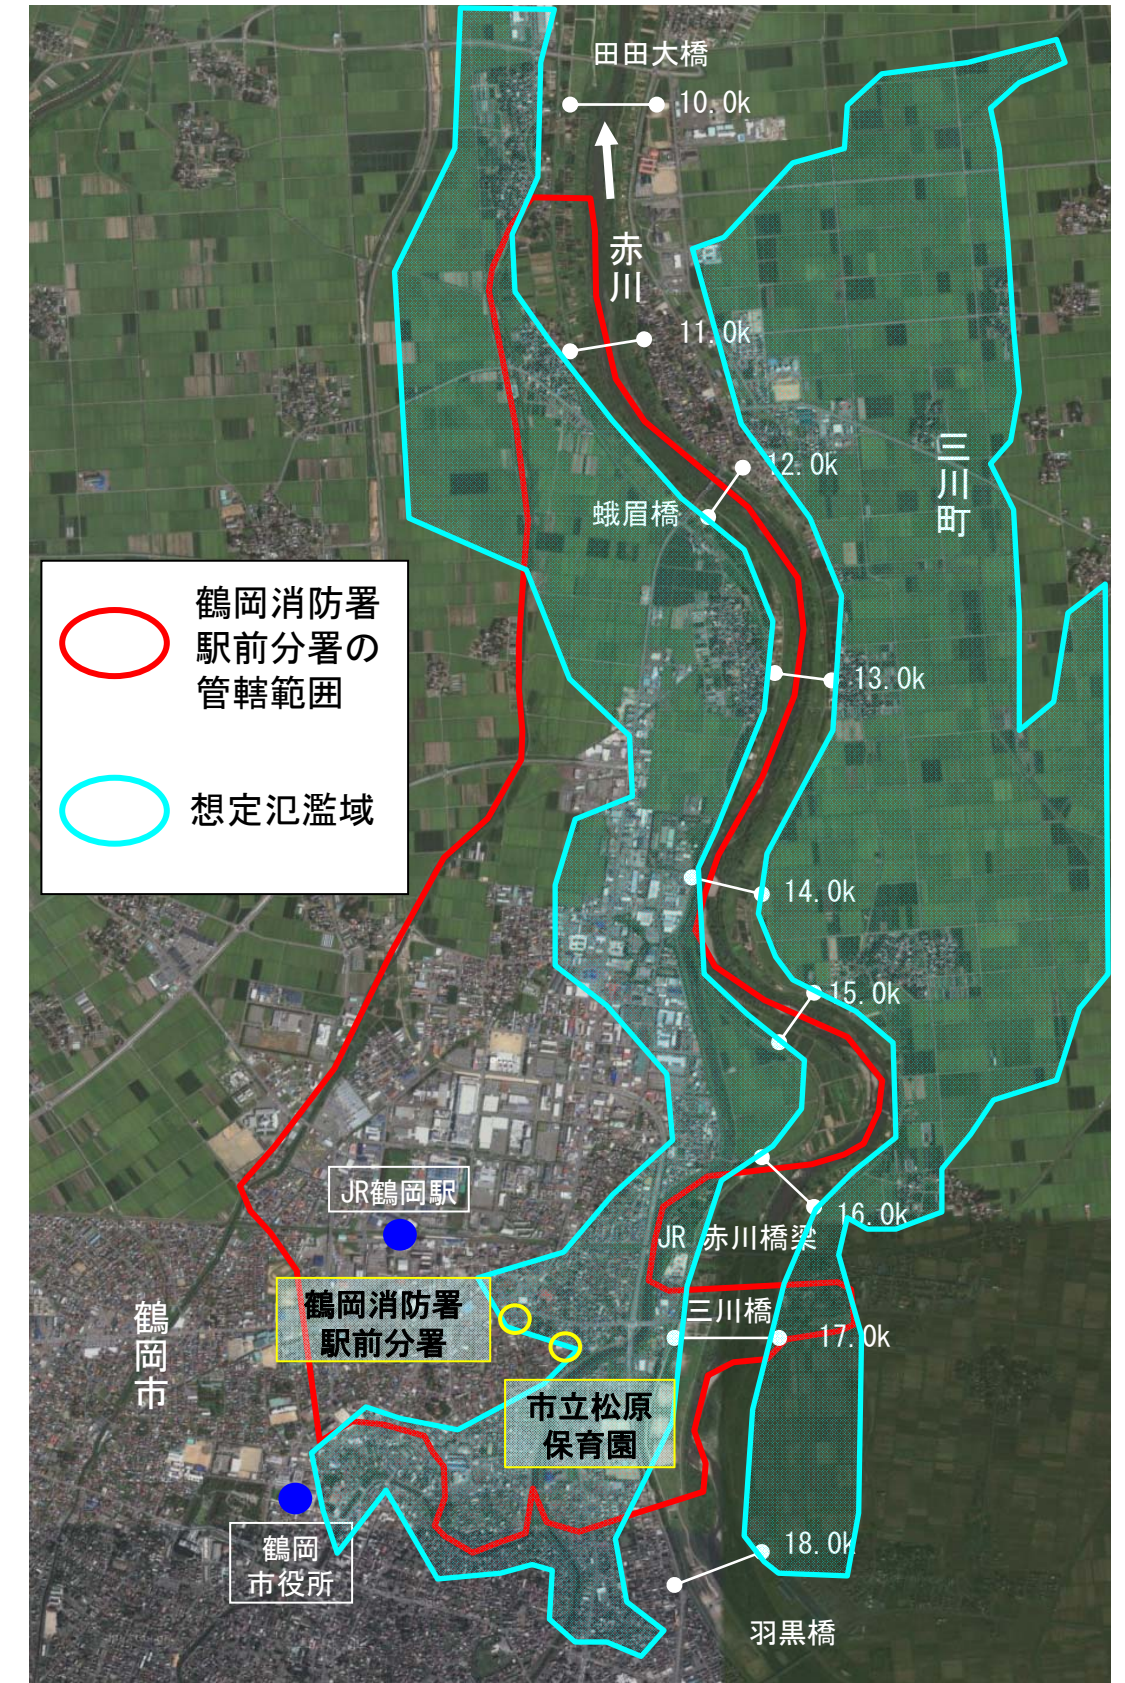 田田大橋
10.0k
赤川
11.0k
12.0k
三川町
蛾眉橋
鶴岡消防署
駅前分署の
管轄範囲
13.0k
想定氾濫域
14.0k
15.0k
JR鶴岡駅
16.0k
JR 赤川橋梁
鶴岡消防署
駅前分署
三川橋
17.0k
鶴岡市
市立松原
保育園
鶴岡
市役所
18.0k
羽黒橋